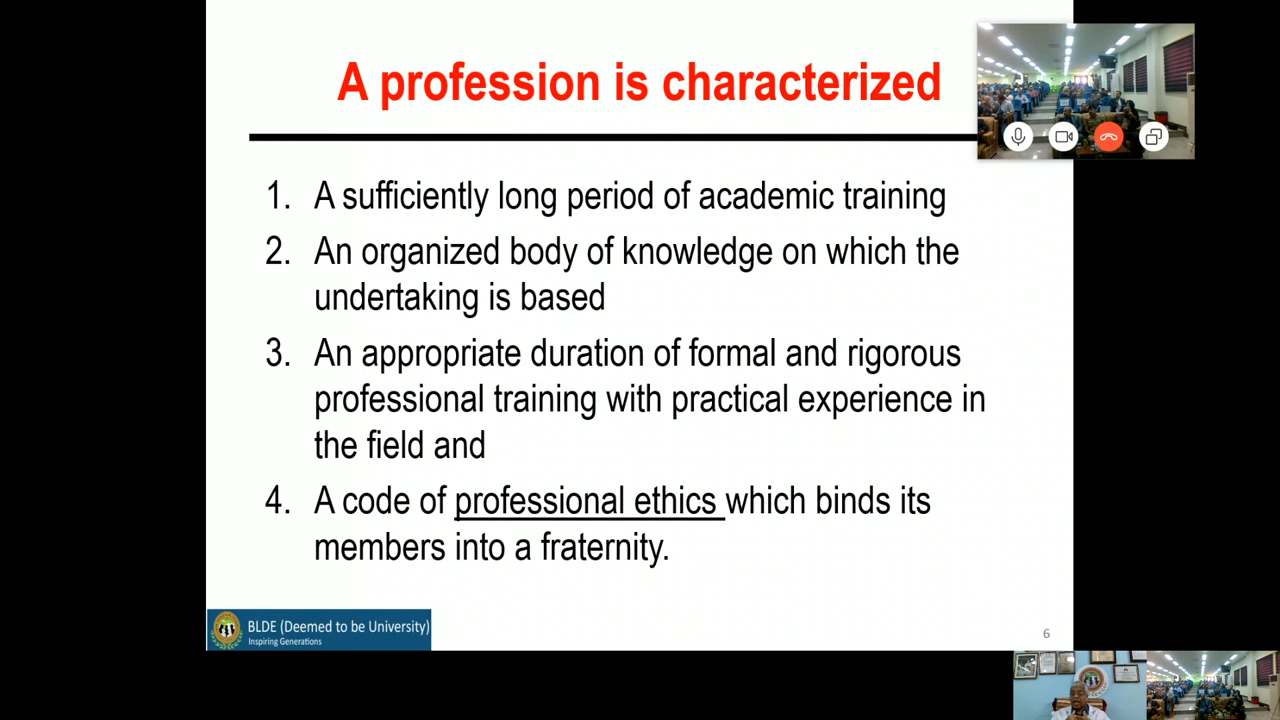 A profession is characterized
1. A sufficiently long period of academic training
2. An organized body of knowledge on which the
undertaking is based
3. An appropriate duration of formal and rigorous
professional training with practical experience in
the field and
4. A code of professional ethics which binds its
members into a fraternity.
BLDE (Deemed to be University)
Inspiring Generations
6